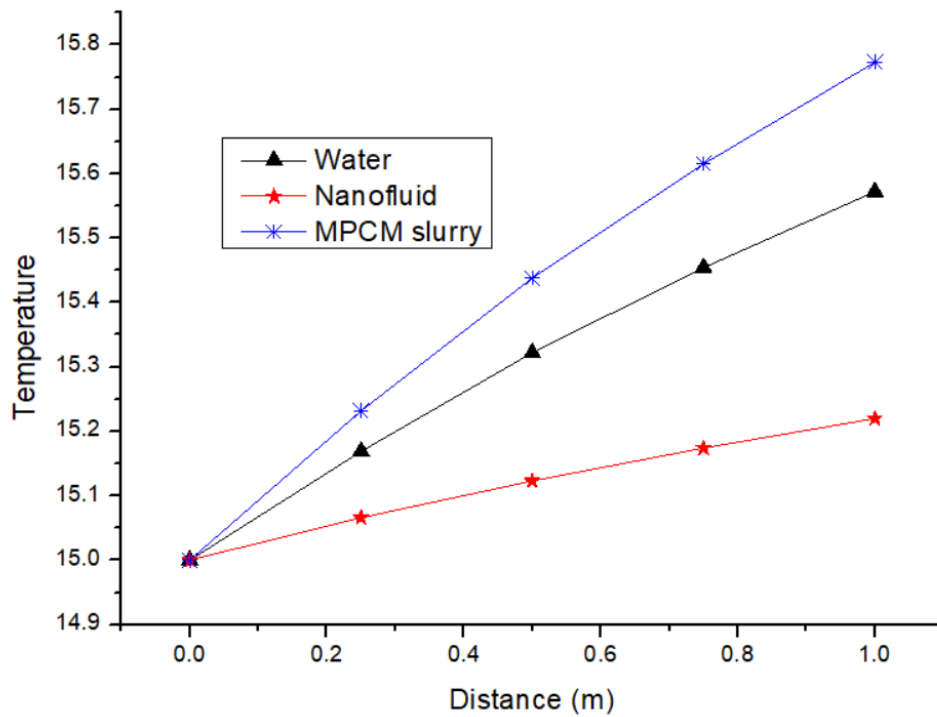 15.8
15.7
15.6
15.5
15.4
15.3
15.2
15.1
15.0
14.9
Temperature
Water
Nanofluid
MPCM slurry
0.0 0.2 0.4 0.6 0.8 1.0
Distance (m)